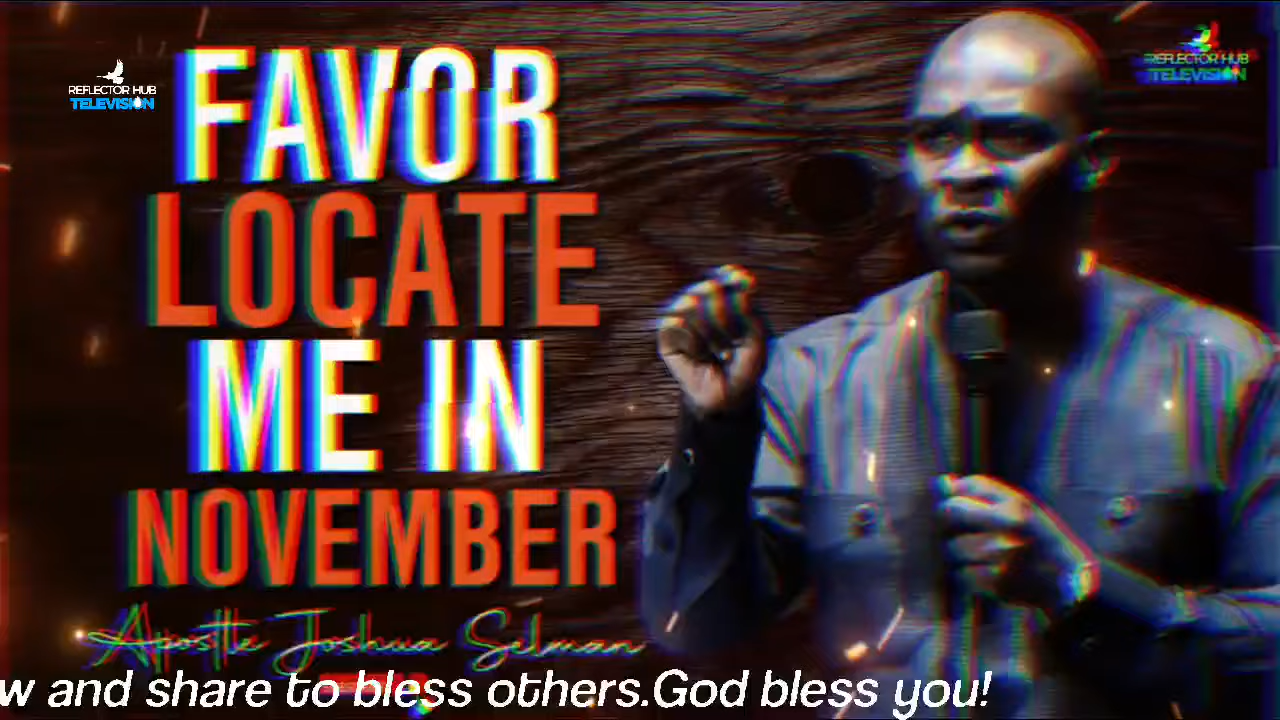 REFLECTOR HUB
TELEVISION
REFLECTOR HUB
TELEVISION
FAVOR
LOCATE
ME IN
NOVEMBER
Apostle Joshua Selman
w and share to bless others.God bless you!